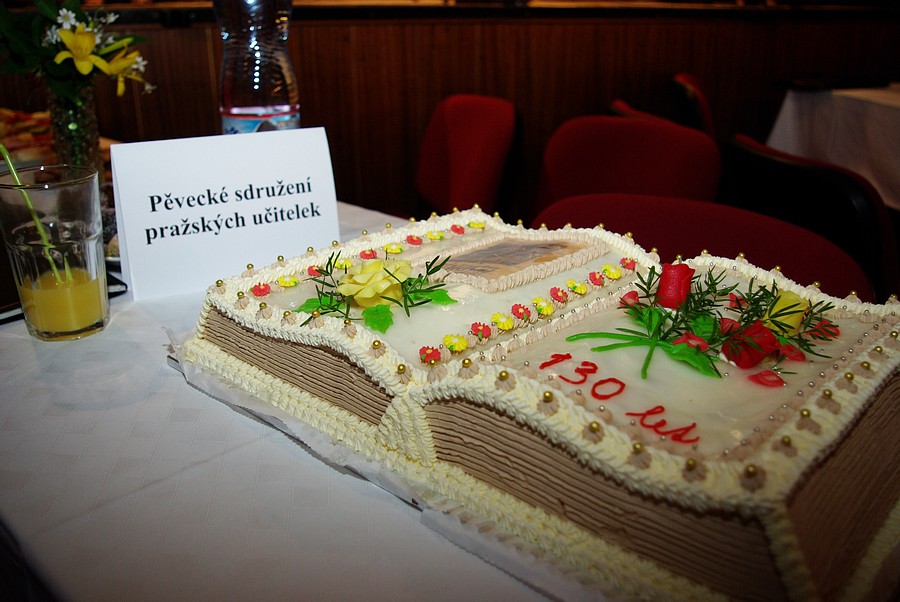 Pěvecké sdružení
pražských učitelek
130 let